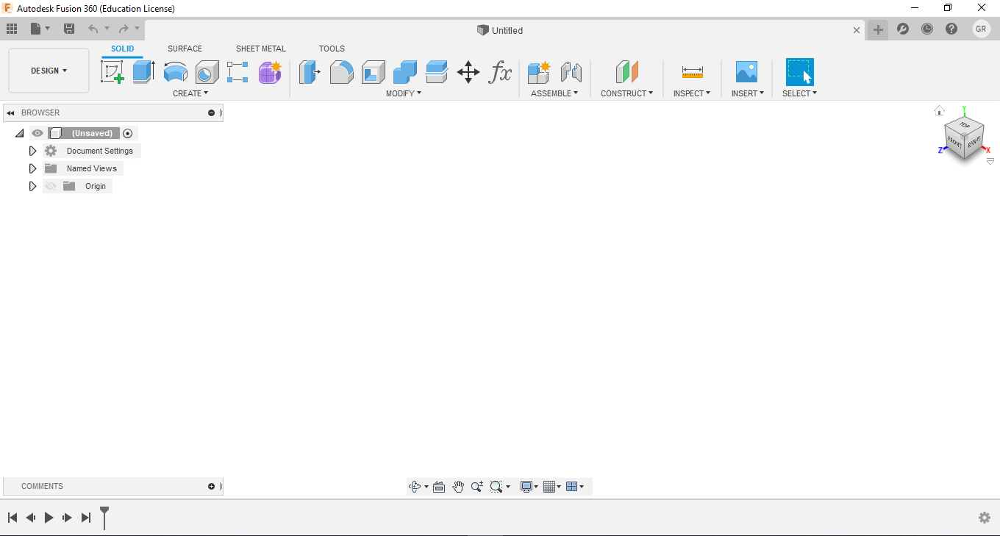 Autodesk Fusion 360 (Education License)
Untitled
GR
DESIGN
SOLID SURFACE SHEET METAL TOOLS
fx
CREATE MODIFY ASSEMBLE CONSTRUCT INSPECT INSERT SELECT
BROWSER
(Unsaved)
Document Settings
Named Views
Origin
Y
TOP
FRONT RIGHT
Z X
COMMENTS